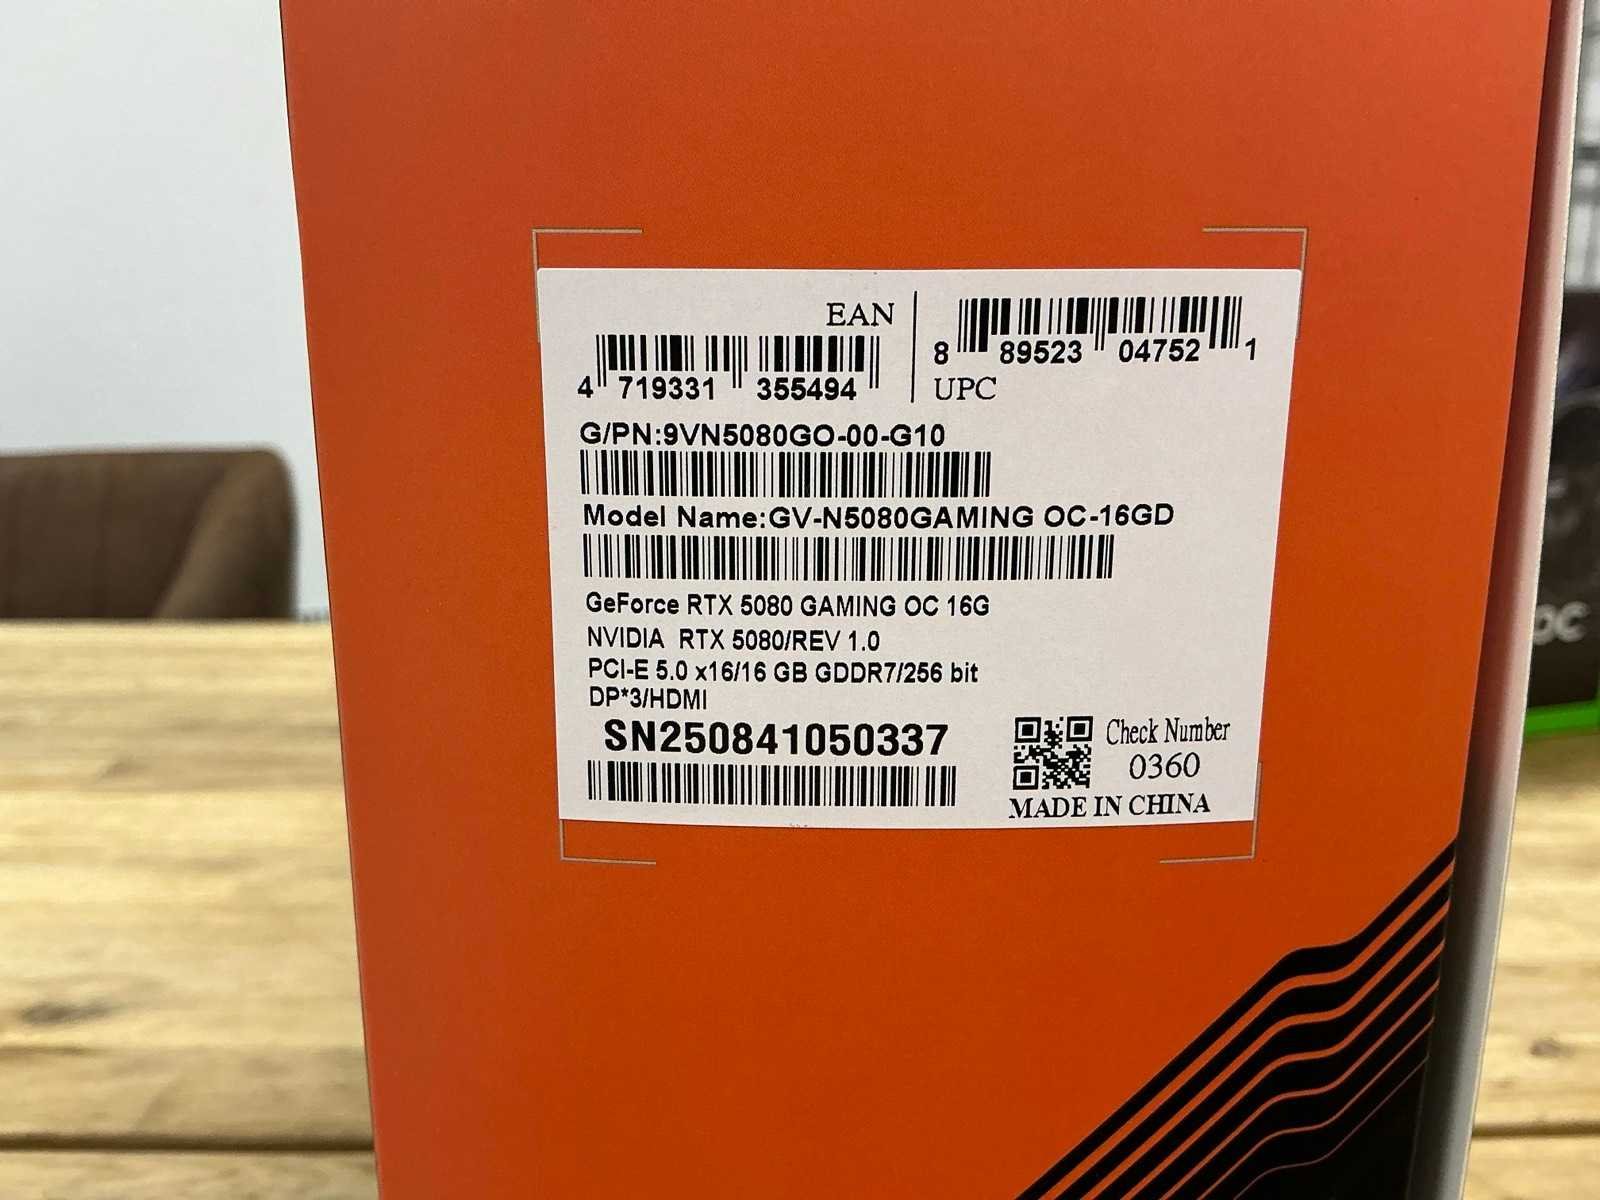 EAN
4 719331 355494
8 89523 04752 1
UPC
G/PN:9VN5080GO-00-G10
Model Name:GV-N5080GAMING OC-16GD
GeForce RTX 5080 GAMING OC 16G
NVIDIA RTX 5080/REV 1.0
PCI-E 5.0 x16/16 GB GDDR7/256 bit
DP*3/HDMI
SN250841050337
Check Number
0360
MADE IN CHINA